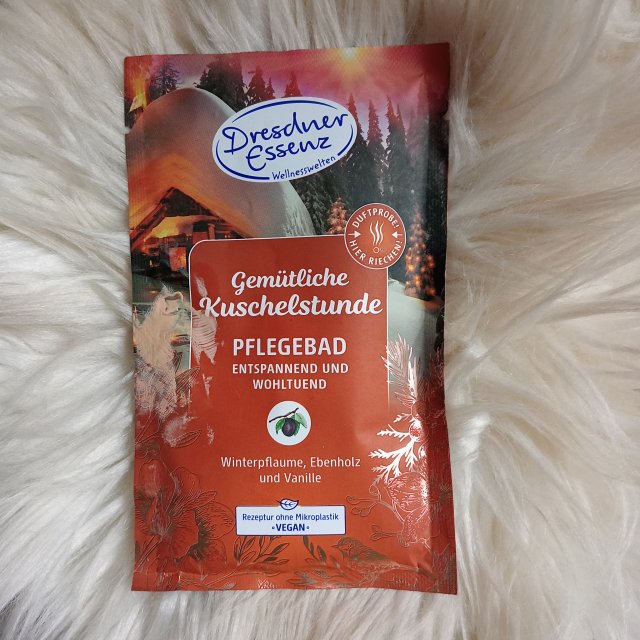 Dresdner
Essenz
Wellnesswelten
DUFTPROBE!
HIER RIECHEN!
Gemütliche
Kuschelstunde
PFLEGEBAD
ENTSPANNEND UND
WOHLTUEND
Winterpflaume, Ebenholz
und Vanille
Rezeptur ohne Mikroplastik
• VEGAN •